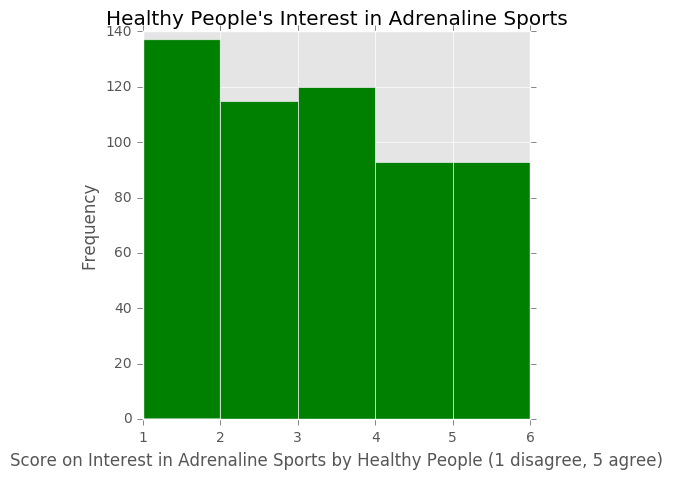 Healthy People's Interest in Adrenaline Sports
140
120
100
80
60
40
20
0
Frequency
1 2 3 4 5 6
Score on Interest in Adrenaline Sports by Healthy People (1 disagree, 5 agree)